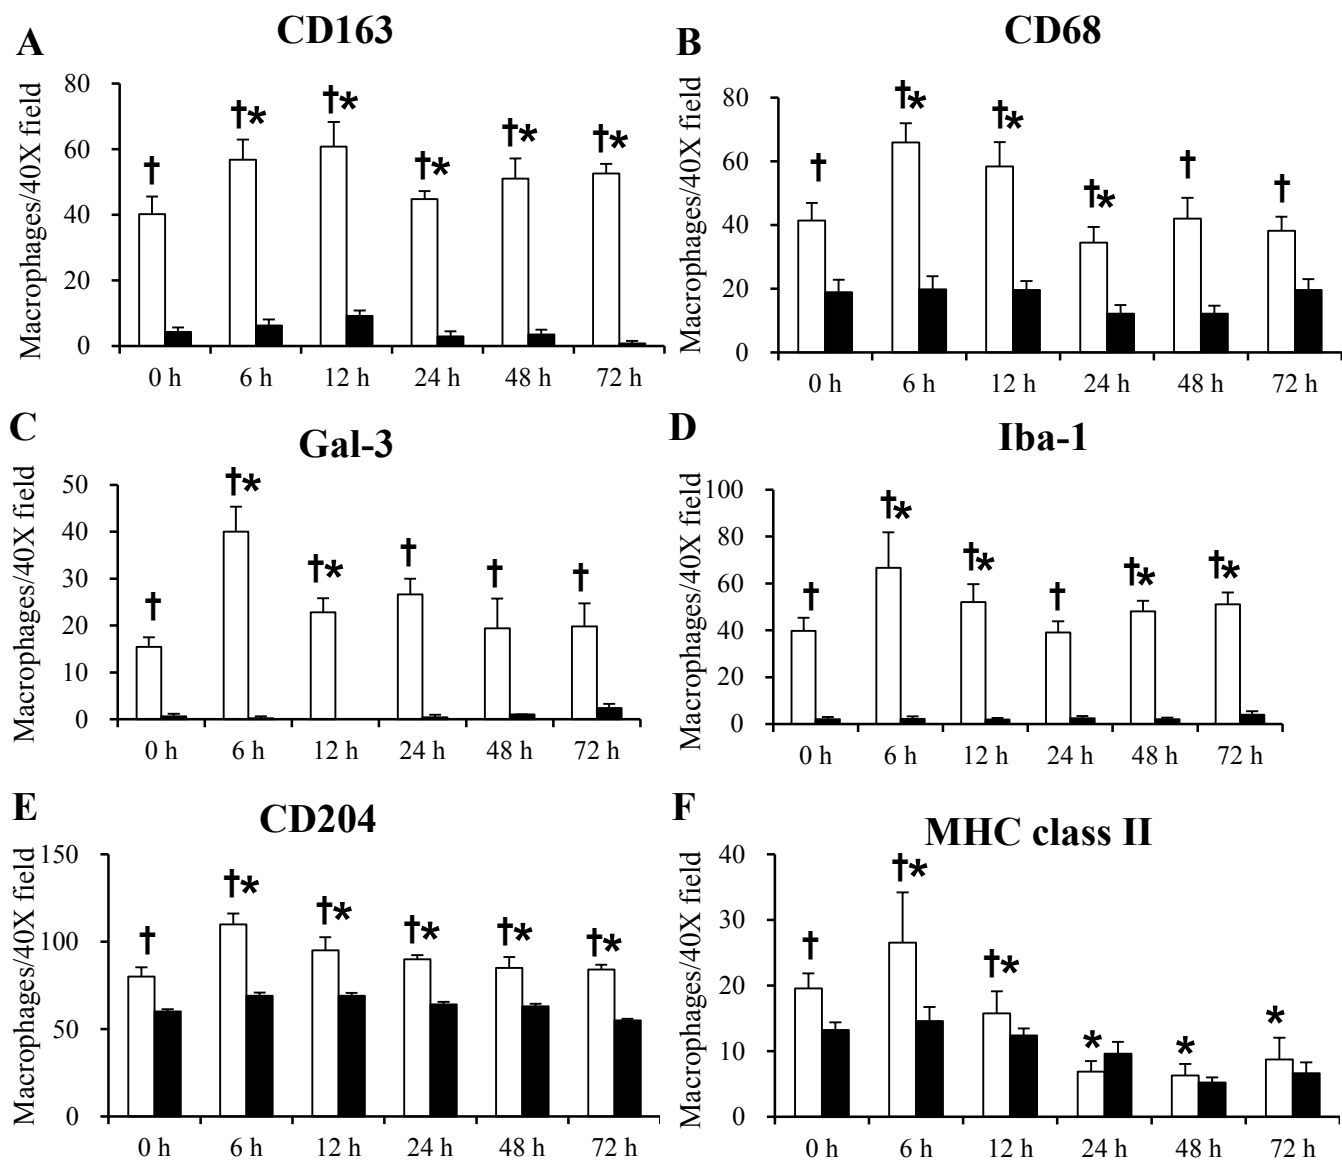 A
CD163
Macrophages/40X field
80
60
40
20
0
† †* †* †* †* †*
0 h 6 h 12 h 24 h 48 h 72 h
B
CD68
Macrophages/40X field
80
60
40
20
0
† †* †* †* † †
0 h 6 h 12 h 24 h 48 h 72 h
C
Gal-3
Macrophages/40X field
50
40
30
20
10
0
† †* †* † † †
0 h 6 h 12 h 24 h 48 h 72 h
D
Iba-1
Macrophages/40X field
100
80
60
40
20
0
† †* †* † †* †*
0 h 6 h 12 h 24 h 48 h 72 h
E
CD204
Macrophages/40X field
150
100
50
0
† †* †* †* †* †*
0 h 6 h 12 h 24 h 48 h 72 h
F
MHC class II
Macrophages/40X field
40
30
20
10
0
† †* †* * * *
0 h 6 h 12 h 24 h 48 h 72 h